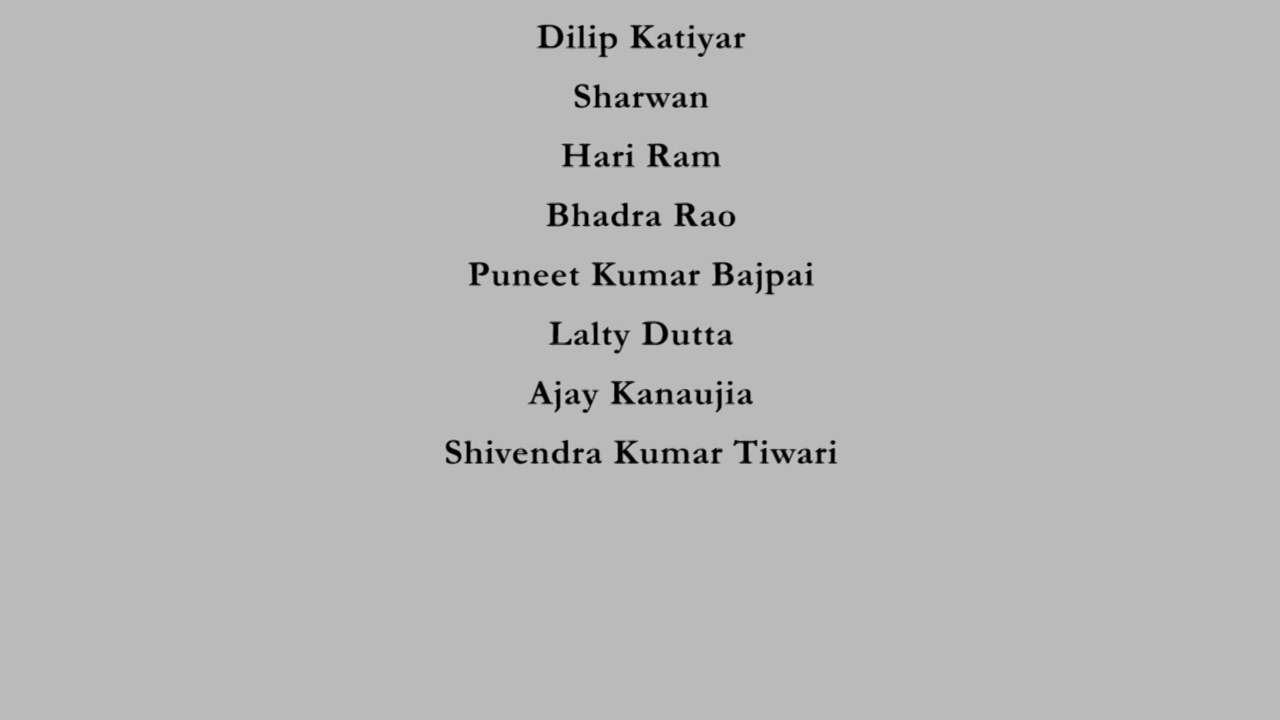 Dilip Katiyar
Sharwan
Hari Ram
Bhadra Rao
Puneet Kumar Bajpai
Lalty Dutta
Ajay Kanaujia
Shivendra Kumar Tiwari